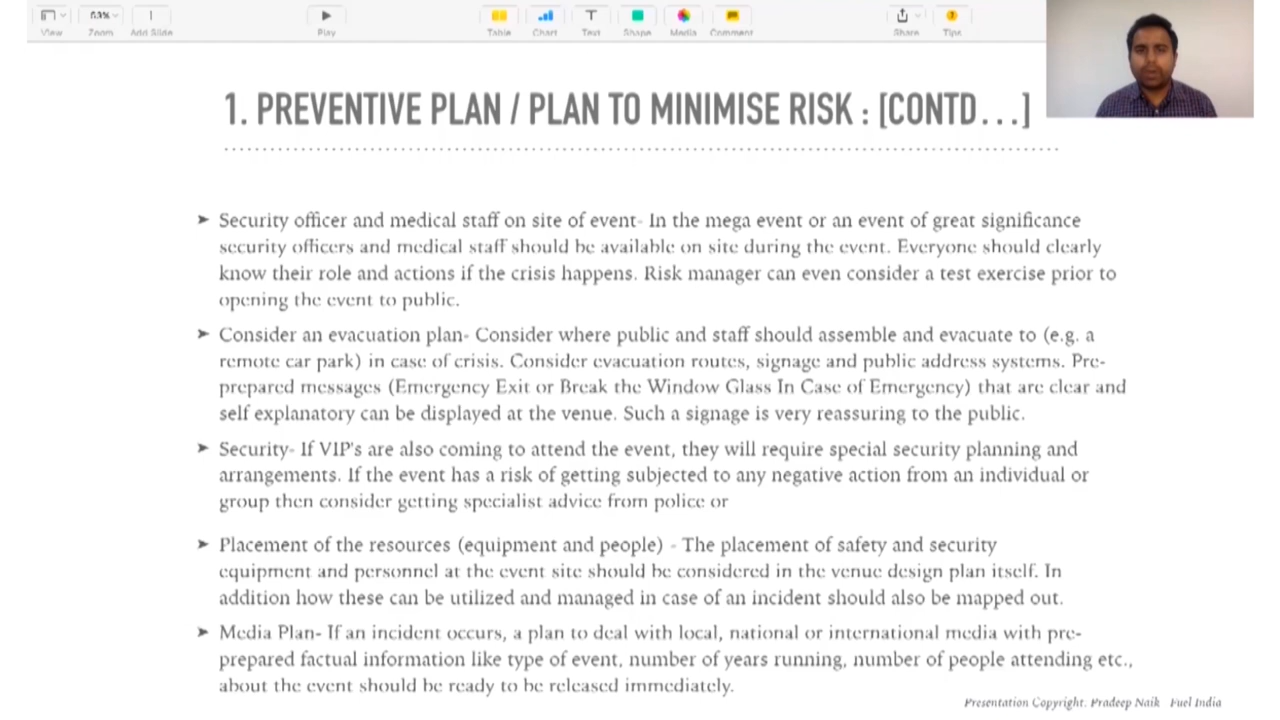 View
63%
Zoom
Add Slide
Play
Table
Chart
T
Text
Shape
Media
Comment
Share
Tips
1. PREVENTIVE PLAN / PLAN TO MINIMISE RISK : [CONTD...]
➤ Security officer and medical staff on site of event- In the mega event or an event of great significance
security officers and medical staff should be available on site during the event. Everyone should clearly
know their role and actions if the crisis happens. Risk manager can even consider a test exercise prior to
opening the event to public.
➤ Consider an evacuation plan- Consider where public and staff should assemble and evacuate to (e.g. a
remote car park) in case of crisis. Consider evacuation routes, signage and public address systems. Pre-
prepared messages (Emergency Exit or Break the Window Glass In Case of Emergency) that are clear and
self explanatory can be displayed at the venue. Such a signage is very reassuring to the public.
➤ Security- If VIP's are also coming to attend the event, they will require special security planning and
arrangements. If the event has a risk of getting subjected to any negative action from an individual or
group then consider getting specialist advice from police or
➤ Placement of the resources (equipment and people) - The placement of safety and security
equipment and personnel at the event site should be considered in the venue design plan itself. In
addition how these can be utilized and managed in case of an incident should also be mapped out.
➤ Media Plan- If an incident occurs, a plan to deal with local, national or international media with pre-
prepared factual information like type of event, number of years running, number of people attending etc.,
about the event should be ready to be released immediately.
Presentation Copyright. Pradeep Naik Fuel India